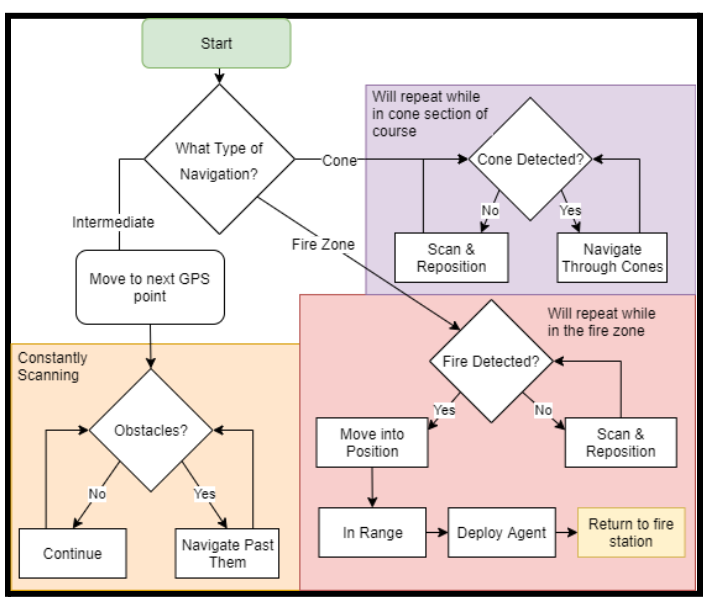 Start
What Type of
Navigation?
Intermediate
Cone
Fire Zone
Will repeat while
in cone section of
course
Cone Detected?
No
Yes
Scan &
Reposition
Navigate
Through Cones
Move to next GPS
point
Constantly
Scanning
Obstacles?
No
Yes
Continue
Navigate Past
Them
Will repeat while
in the fire zone
Fire Detected?
Yes
No
Move into
Position
Scan &
Reposition
In Range
Deploy Agent
Return to fire
station